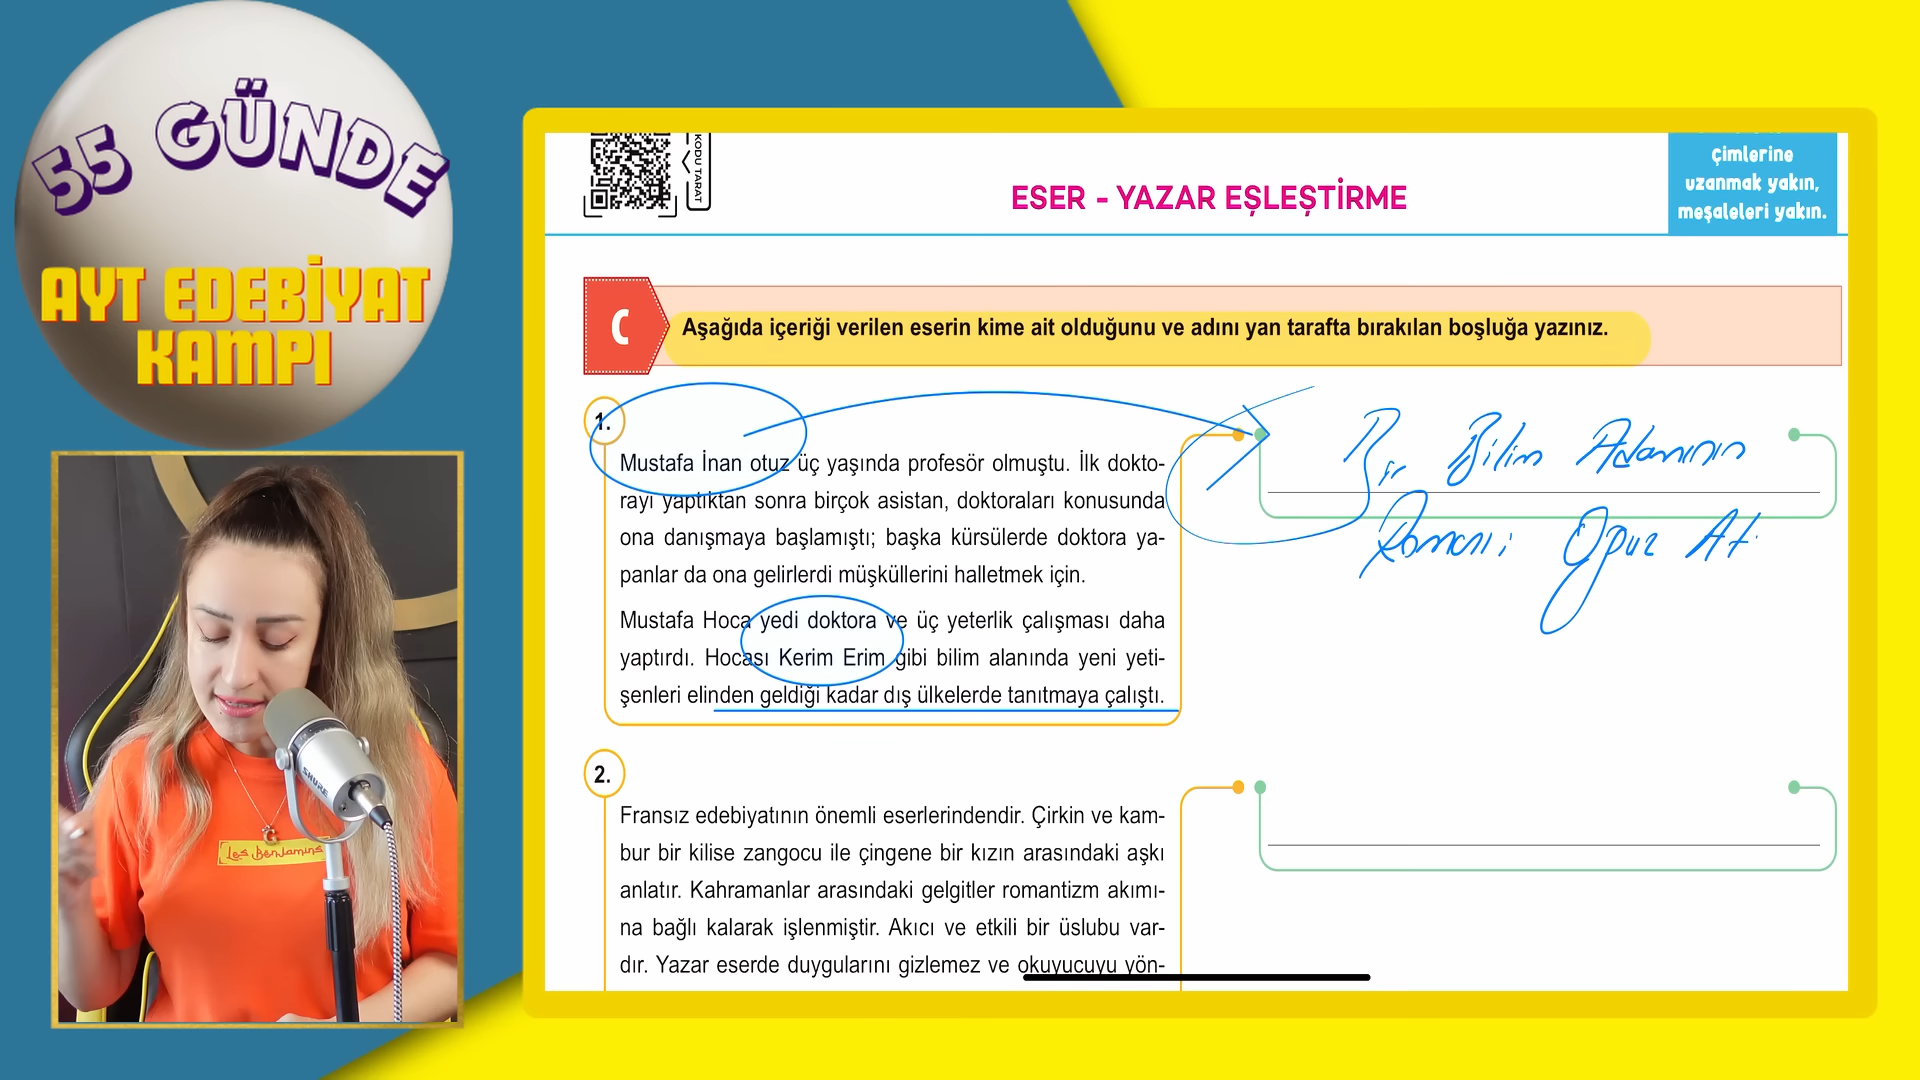 55 GÜNDE
AYT EDEBİYAT
KAMPI
KODU TARAT
ESER - YAZAR EŞLEŞTİRME
çimlerine
uzanmak yakın,
meşaleleri yakın.
C
Aşağıda içeriği verilen eserin kime ait olduğunu ve adını yan tarafta bırakılan boşluğa yazınız.
1.
Mustafa İnan otuz üç yaşında profesör olmuştu. İlk dokto-
rayı yaptıktan sonra birçok asistan, doktoraları konusunda
ona danışmaya başlamıştı; başka kürsülerde doktora ya-
panlar da ona gelirlerdi müşküllerini halletmek için.
Mustafa Hoca yedi doktora ve üç yeterlik çalışması daha
yaptırdı. Hocası Kerim Erim gibi bilim alanında yeni yeti-
şenleri elinden geldiği kadar dış ülkelerde tanıtmaya çalıştı.
Bir Bilim Adamının
Romanı: Oğuz At.
2.
Fransız edebiyatının önemli eserlerindendir. Çirkin ve kam-
bur bir kilise zangocu ile çingene bir kızın arasındaki aşkı
anlatır. Kahramanlar arasındaki gelgitler romantizm akımı-
na bağlı kalarak işlenmiştir. Akıcı ve etkili bir üslubu var-
dır. Yazar eserde duygularını gizlemez ve okuyucuyu yön-
SHURE
Les Benjamins